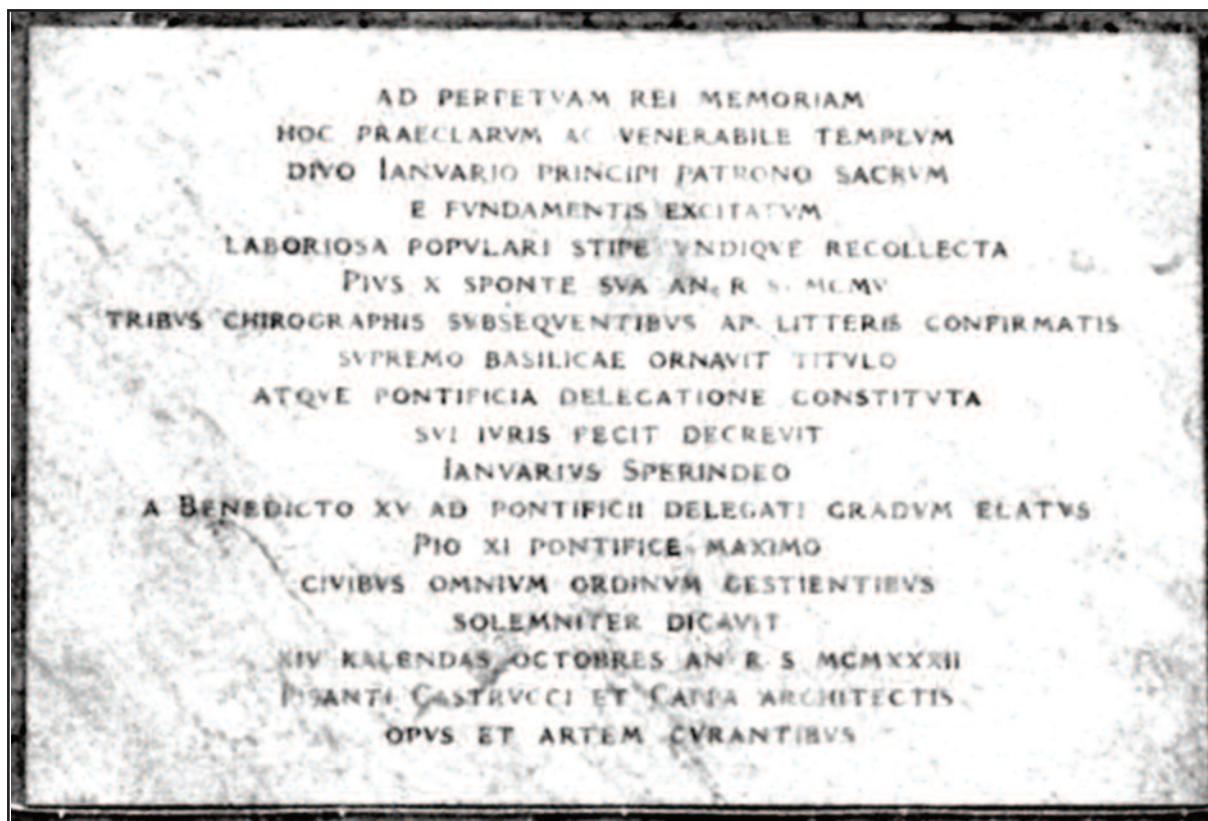 AD PERPETVAM REI MEMORIAM
HOC PRAECLARVM AC VENERABILE TEMPLVM
DIVO IANVARIO PRINCIPI PATRONO SACRVM
E FVNDAMENTIS EXCITATVM
LABORIOSA POPVLARI STIPE VNDIQVE RECOLLECTA
PIVS X SPONTE SVA AN. R. S. MCMV
TRIBVS CHIROGRAPHIS SVBSEQVENTIBVS AP. LITTERIS CONFIRMATIS
SVPREMO BASILICAE ORNAVIT TITVLO
ATQVE PONTIFICIA DELEGATIONE CONSTITVTA
SVI IVRIS FECIT DECREVIT
IANVARIVS SPERINDEO
A BENEDICTO XV AD PONTIFICII DELEGATI GRADVM ELATVS
PIO XI PONTIFICE MAXIMO
CIVIBVS OMNIVM ORDINVM GESTIENTIBVS
SOLEMNITER DICAVIT
XIV KALENDAS OCTOBRES AN. R. S. MCMXXXII
PISANTI CASTRVCCI ET CAPPA ARCHITECTIS
OPVS ET ARTEM CVRANTIBVS